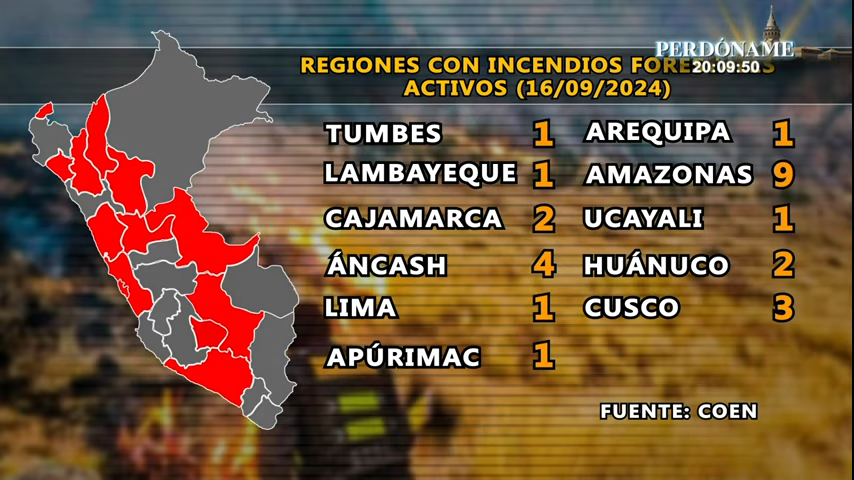 PERDÓNAME
20:09:50
REGIONES CON INCENDIOS
ACTIVOS (16/09/2024)
TUMBES 1 AREQUIPA 1
LAMBAYEQUE 1 AMAZONAS 9
CAJAMARCA 2 UCAYALI 1
ÁNCASH 4 HUÁNUCO 2
LIMA 1 CUSCO 3
APÚRIMAC 1
FUENTE: COEN